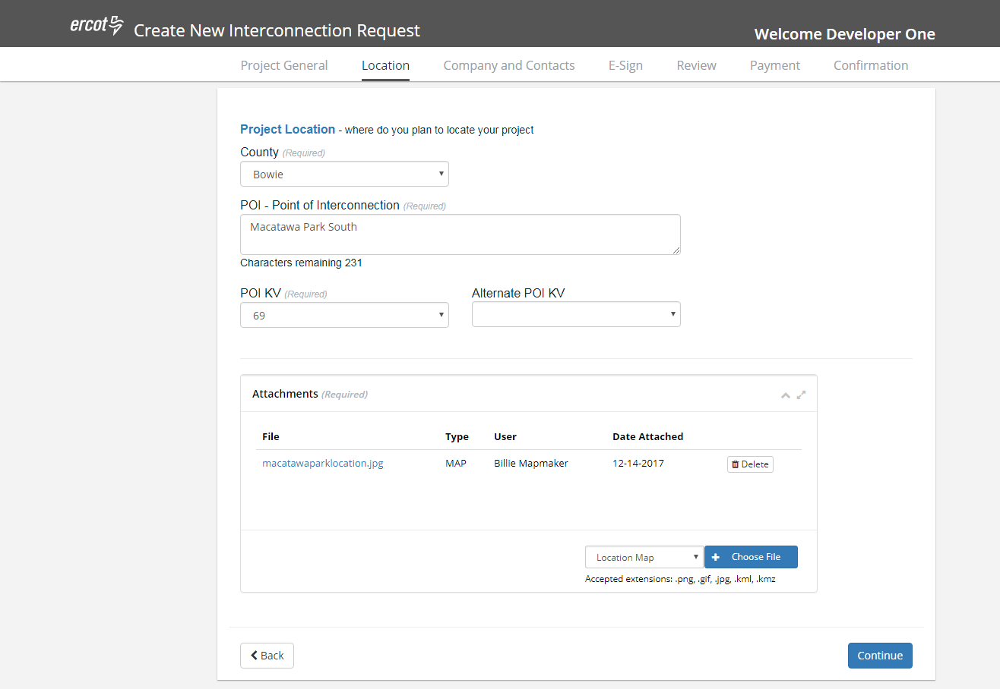 ercot Create New Interconnection Request
Welcome Developer One
Project General Location Company and Contacts E-Sign Review Payment Confirmation
Project Location - where do you plan to locate your project
County (Required)
Bowie
POI - Point of Interconnection (Required)
Macatawa Park South
Characters remaining 231
POI KV (Required) Alternate POI KV
69
Attachments (Required)
File Type User Date Attached
macatawaparklocation.jpg MAP Billie Mapmaker 12-14-2017 Delete
Location Map + Choose File
Accepted extensions: .png, .gif, .jpg, .kml, .kmz
Back Continue